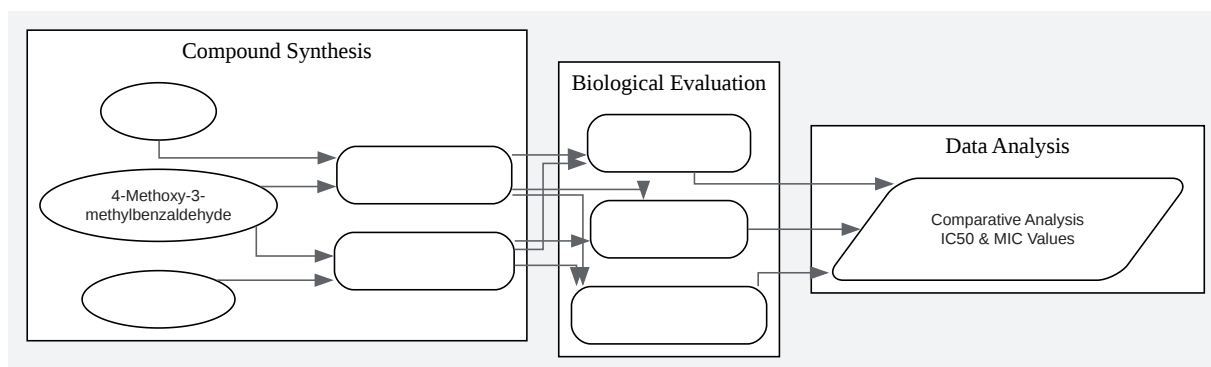 Compound Synthesis
4-Methoxy-3-
methylbenzaldehyde
Biological Evaluation
Data Analysis
Comparative Analysis
IC50 & MIC Values